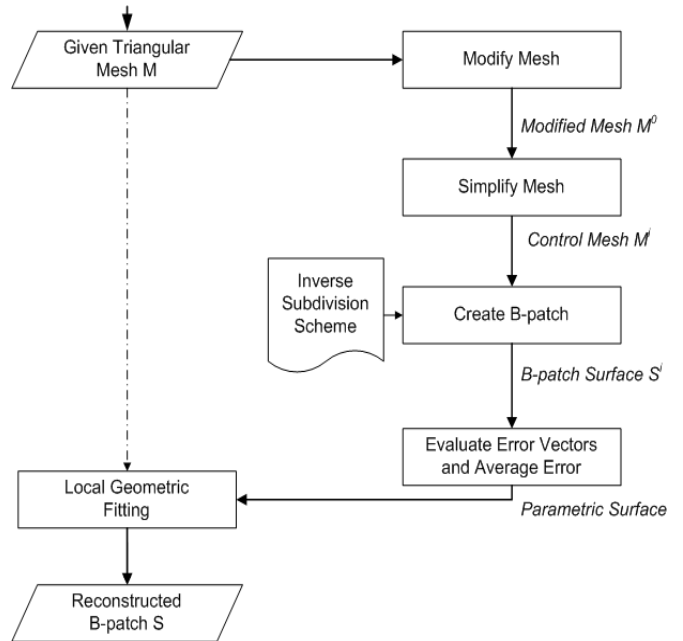 Given Triangular
Mesh M
Modify Mesh
Modified Mesh M⁰
Simplify Mesh
Control Mesh Mⁱ
Inverse
Subdivision
Scheme
Create B-patch
B-patch Surface Sⁱ
Evaluate Error Vectors
and Average Error
Parametric Surface
Local Geometric
Fitting
Reconstructed
B-patch S